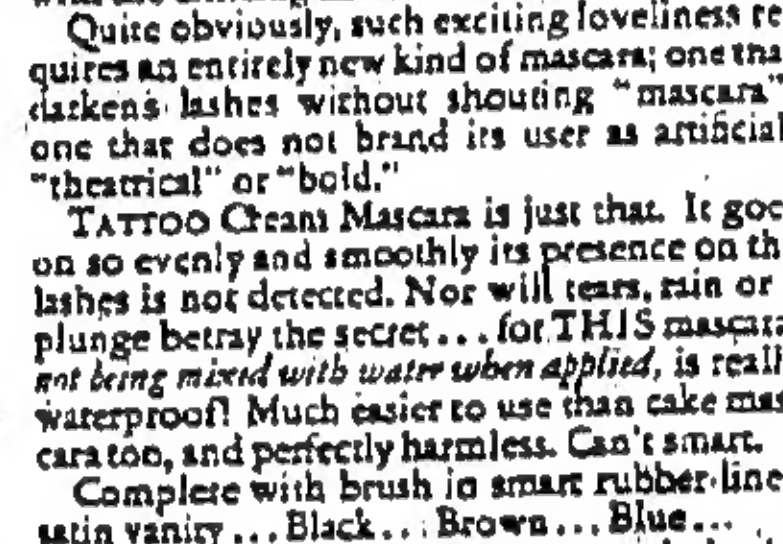 Quite obviously, such exciting loveliness re
quires an entirely new kind of mascara; one tha
darkens lashes without shouting "mascara"
one that does not brand its user as artificial
"theatrical" or "bold."
TATTOO Cream Mascara is just that. It goe
on so evenly and smoothly its presence on th
lashes is not detected. Nor will tears, rain or
plunge betray the secret... for THIS mascar
not being mixed with water when applied, is reall
waterproof! Much easier to use than cake mas
cara too, and perfectly harmless. Can't smart.
Complete with brush in smart rubber-line
satin vanity... Black... Brown... Blue...